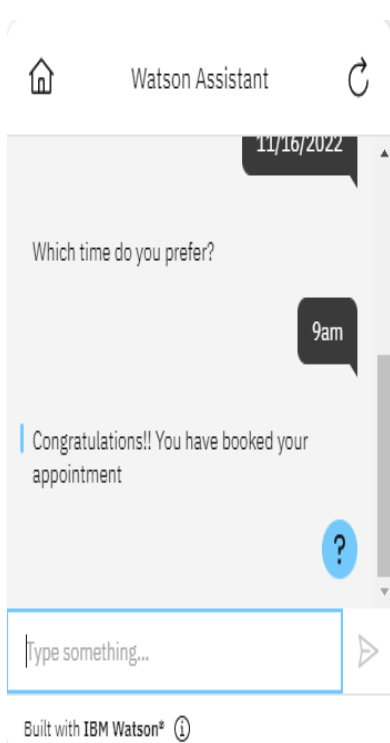 Watson Assistant
11/16/2022
Which time do you prefer?
9am
Congratulations!! You have booked your
appointment
?
Type something...
Built with IBM Watson®